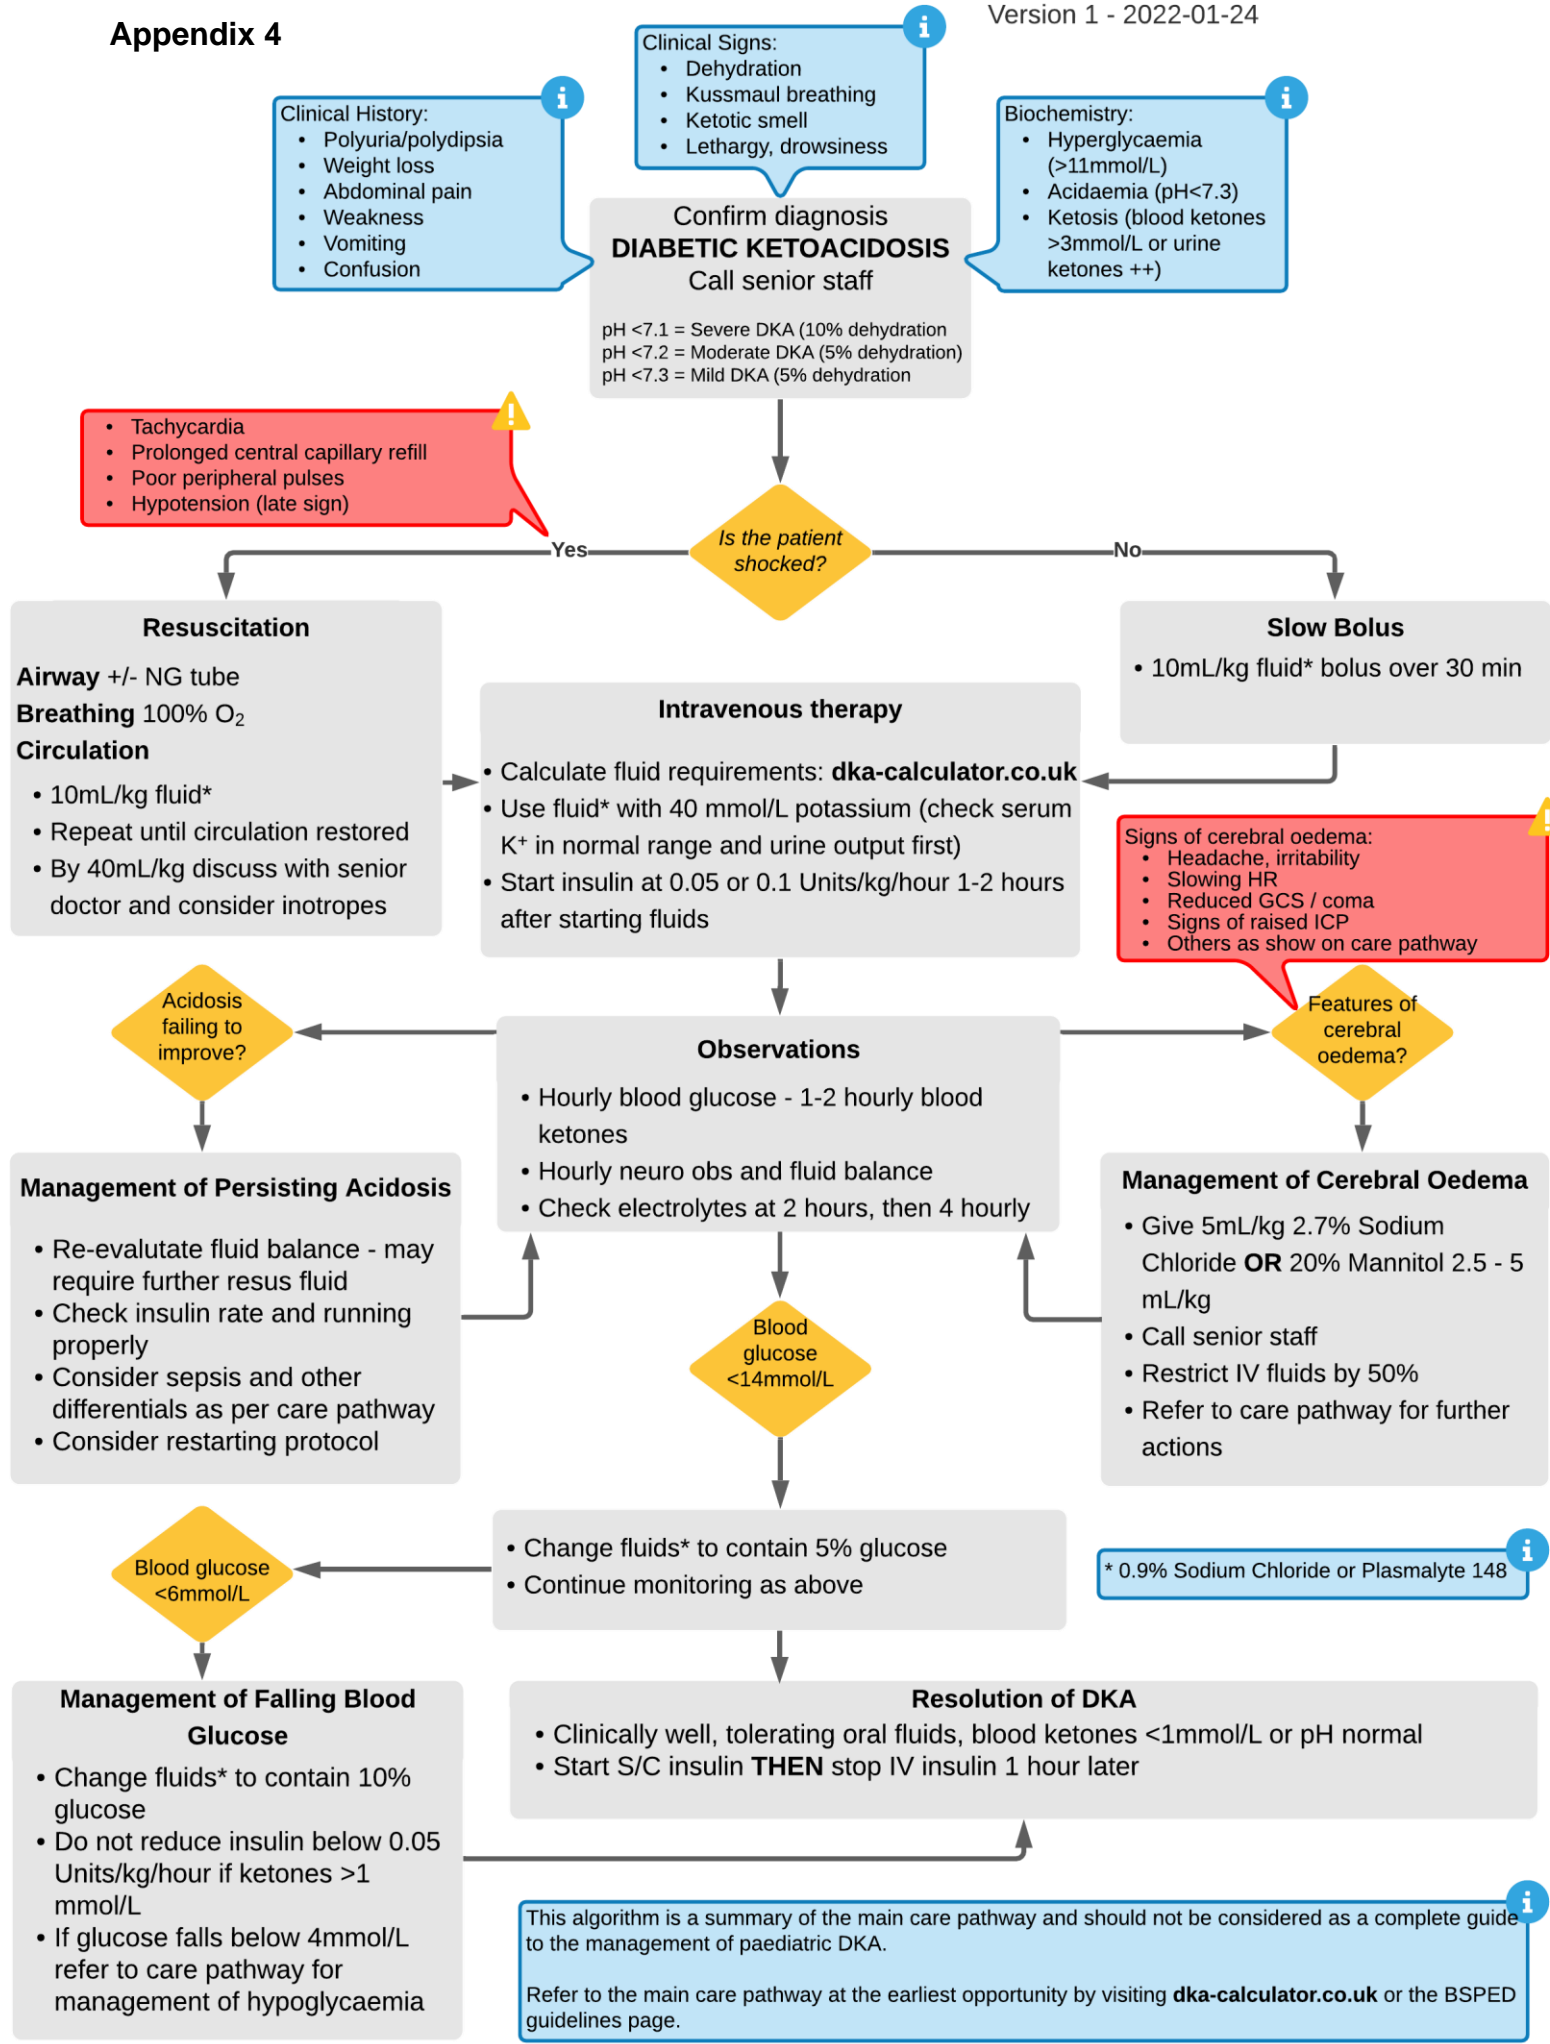 Appendix 4
Version 1 - 2022-01-24
Clinical History:
• Polyuria/polydipsia
• Weight loss
• Abdominal pain
• Weakness
• Vomiting
• Confusion
Clinical Signs:
• Dehydration
• Kussmaul breathing
• Ketotic smell
• Lethargy, drowsiness
Biochemistry:
• Hyperglycaemia
(>11mmol/L)
• Acidaemia (pH<7.3)
• Ketosis (blood ketones
>3mmol/L or urine
ketones ++)
Confirm diagnosis
DIABETIC KETOACIDOSIS
Call senior staff
pH <7.1 = Severe DKA (10% dehydration
pH <7.2 = Moderate DKA (5% dehydration)
pH <7.3 = Mild DKA (5% dehydration
• Tachycardia
• Prolonged central capillary refill
• Poor peripheral pulses
• Hypotension (late sign)
Is the patient
shocked?
Yes
No
Resuscitation
Airway +/- NG tube
Breathing 100% O₂
Circulation
• 10mL/kg fluid*
• Repeat until circulation restored
• By 40mL/kg discuss with senior
doctor and consider inotropes
Slow Bolus
• 10mL/kg fluid* bolus over 30 min
Intravenous therapy
• Calculate fluid requirements: dka-calculator.co.uk
• Use fluid* with 40 mmol/L potassium (check serum
K⁺ in normal range and urine output first)
• Start insulin at 0.05 or 0.1 Units/kg/hour 1-2 hours
after starting fluids
Signs of cerebral oedema:
• Headache, irritability
• Slowing HR
• Reduced GCS / coma
• Signs of raised ICP
• Others as show on care pathway
Acidosis
failing to
improve?
Observations
• Hourly blood glucose - 1-2 hourly blood
ketones
• Hourly neuro obs and fluid balance
• Check electrolytes at 2 hours, then 4 hourly
Features of
cerebral
oedema?
Management of Persisting Acidosis
• Re-evalutate fluid balance - may
require further resus fluid
• Check insulin rate and running
properly
• Consider sepsis and other
differentials as per care pathway
• Consider restarting protocol
Blood
glucose
<14mmol/L
Management of Cerebral Oedema
• Give 5mL/kg 2.7% Sodium
Chloride OR 20% Mannitol 2.5 - 5
mL/kg
• Call senior staff
• Restrict IV fluids by 50%
• Refer to care pathway for further
actions
Blood glucose
<6mmol/L
• Change fluids* to contain 5% glucose
• Continue monitoring as above
* 0.9% Sodium Chloride or Plasmalyte 148
Management of Falling Blood
Glucose
• Change fluids* to contain 10%
glucose
• Do not reduce insulin below 0.05
Units/kg/hour if ketones >1
mmol/L
• If glucose falls below 4mmol/L
refer to care pathway for
management of hypoglycaemia
Resolution of DKA
• Clinically well, tolerating oral fluids, blood ketones <1mmol/L or pH normal
• Start S/C insulin THEN stop IV insulin 1 hour later
This algorithm is a summary of the main care pathway and should not be considered as a complete guide
to the management of paediatric DKA.
Refer to the main care pathway at the earliest opportunity by visiting dka-calculator.co.uk or the BSPED
guidelines page.